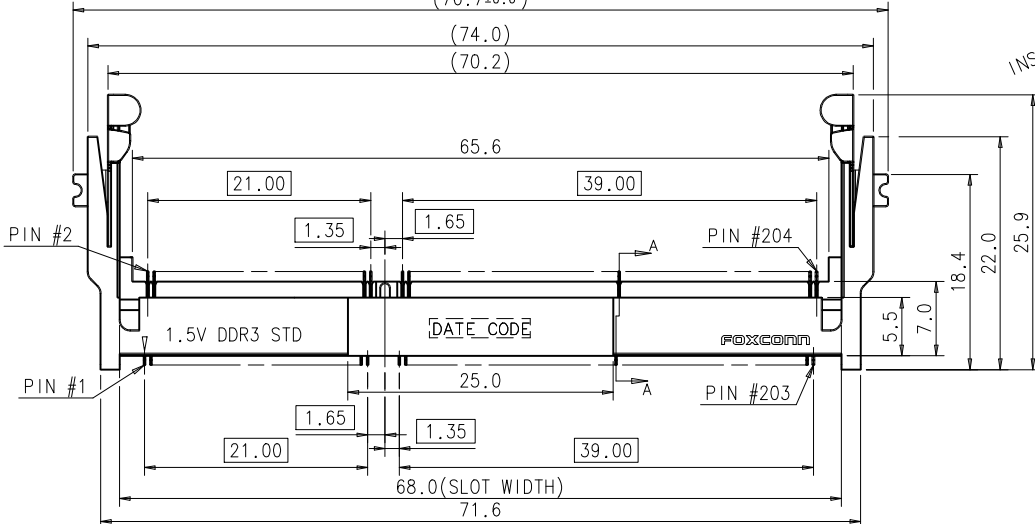 (74.0)
(70.2)
INS
65.6
21.00
39.00
1.35
1.65
PIN #2
PIN #204
A
18.4
22.0
25.9
1.5V DDR3 STD
DATE CODE
FOXCONN
5.5
7.0
PIN #1
25.0
A
PIN #203
1.65
1.35
21.00
39.00
68.0(SLOT WIDTH)
71.6